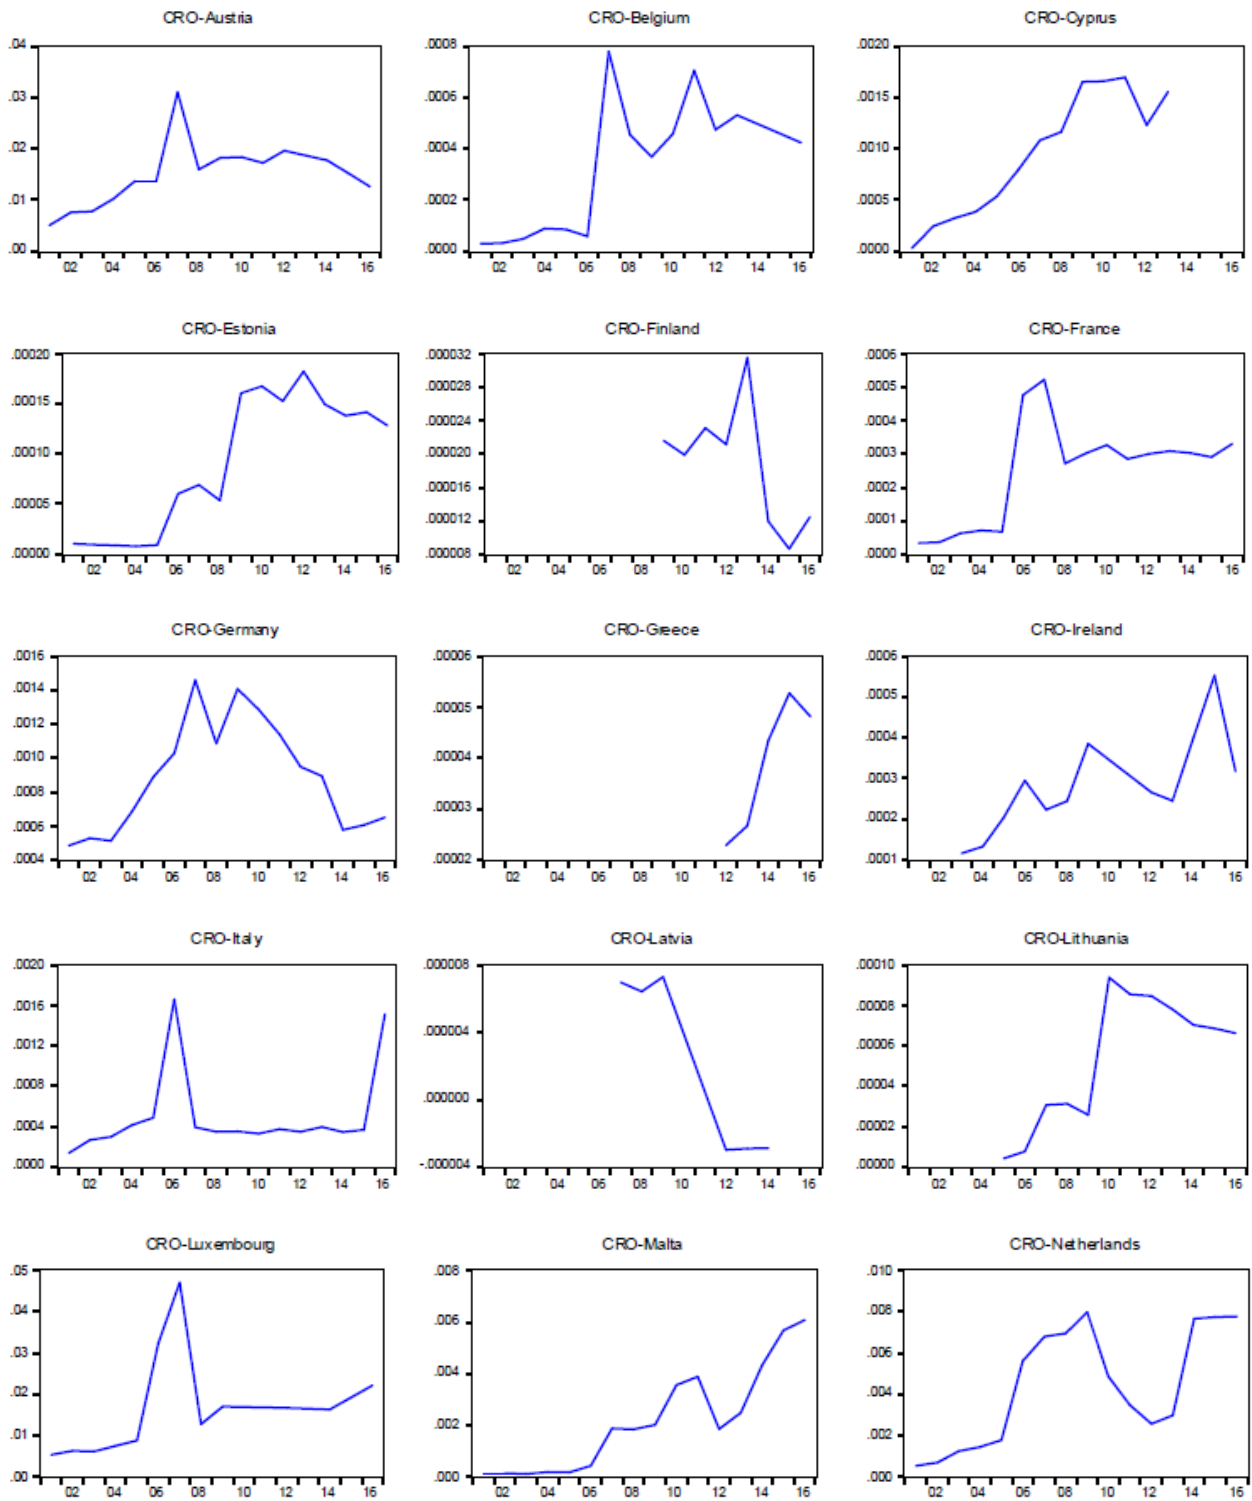 CRO-Austria CRO-Belgium CRO-Cyprus
.04 .0008 .0020
.03 .0006 .0015
.02 .0004 .0010
.01 .0002 .0005
.00 .0000 .0000
02 04 06 08 10 12 14 16 02 04 06 08 10 12 14 16 02 04 06 08 10 12 14 16
CRO-Estonia CRO-Finland CRO-France
.00020 .000032 .0006
.000028 .0005
.00015 .000024 .0004
.00010 .000020 .0003
.000016 .0002
.00005 .000012 .0001
.00000 .000008 .0000
02 04 06 08 10 12 14 16 02 04 06 08 10 12 14 16 02 04 06 08 10 12 14 16
CRO-Germany CRO-Greece CRO-Ireland
.0016 .00006 .0006
.0014 .00005 .0005
.0012
.0010 .00004 .0004
.0008 .00003 .0003
.0006 .0002
.0004 .00002 .0001
02 04 06 08 10 12 14 16 02 04 06 08 10 12 14 16 02 04 06 08 10 12 14 16
CRO-Italy CRO-Latvia CRO-Lithuania
.0020 .000008 .00010
.0016 .00008
.0012 .000004 .00006
.0008 .000000 .00004
.0004 .00002
.0000 -.000004 .00000
02 04 06 08 10 12 14 16 02 04 06 08 10 12 14 16 02 04 06 08 10 12 14 16
CRO-Luxembourg CRO-Malta CRO-Netherlands
.05 .008 .010
.04 .008
.03 .006 .006
.02 .004 .004
.01 .002 .002
.00 .000 .000
02 04 06 08 10 12 14 16 02 04 06 08 10 12 14 16 02 04 06 08 10 12 14 16